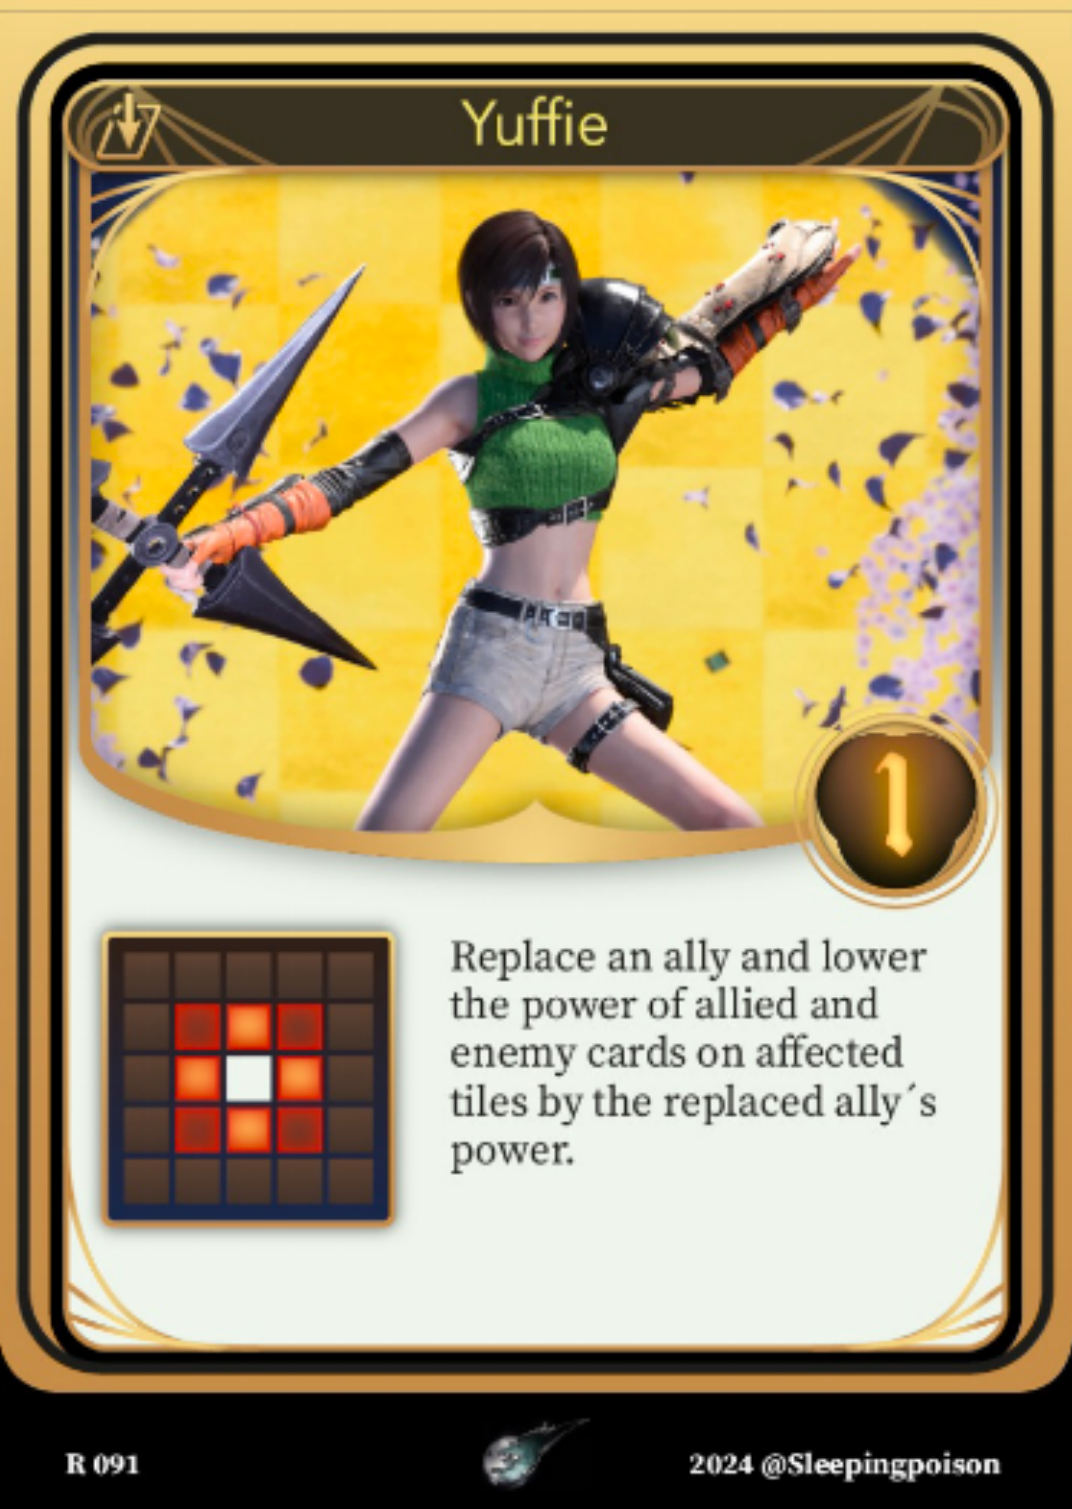 Yuffie
1
Replace an ally and lower
the power of allied and
enemy cards on affected
tiles by the replaced ally´s
power.
R 091
2024 @Sleepingpoison